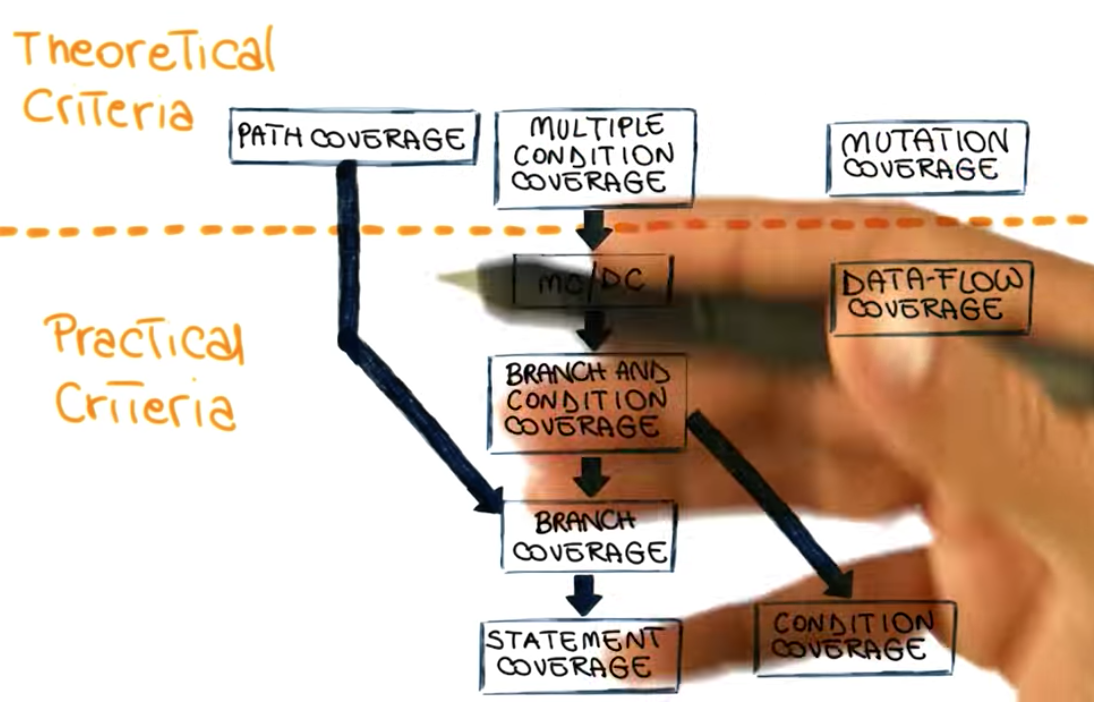 Theoretical
Criteria
PATH COVERAGE
MULTIPLE
CONDITION
COVERAGE
MUTATION
COVERAGE
MC/DC
DATA-FLOW
COVERAGE
Practical
Criteria
BRANCH AND
CONDITION
COVERAGE
BRANCH
COVERAGE
STATEMENT
COVERAGE
CONDITION
COVERAGE